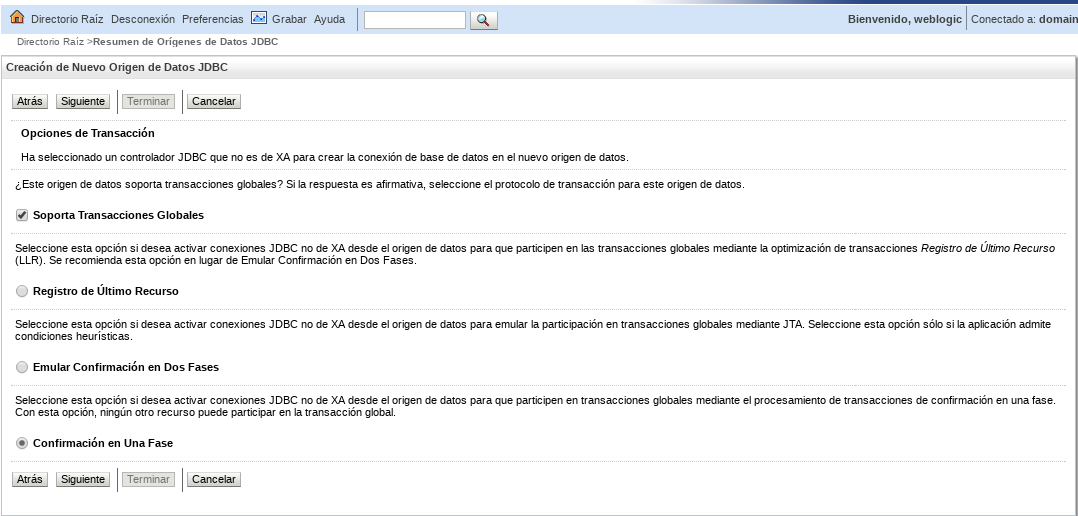 Directorio Raíz Desconexión Preferencias Grabar Ayuda Bienvenido, weblogic Conectado a: domain
Directorio Raíz >Resumen de Orígenes de Datos JDBC
Creación de Nuevo Origen de Datos JDBC
Atrás Siguiente Terminar Cancelar
Opciones de Transacción
Ha seleccionado un controlador JDBC que no es de XA para crear la conexión de base de datos en el nuevo origen de datos.
¿Este origen de datos soporta transacciones globales? Si la respuesta es afirmativa, seleccione el protocolo de transacción para este origen de datos.
Soporta Transacciones Globales
Seleccione esta opción si desea activar conexiones JDBC no de XA desde el origen de datos para que participen en las transacciones globales mediante la optimización de transacciones Registro de Último Recurso
(LLR). Se recomienda esta opción en lugar de Emular Confirmación en Dos Fases.
Registro de Último Recurso
Seleccione esta opción si desea activar conexiones JDBC no de XA desde el origen de datos para emular la participación en transacciones globales mediante JTA. Seleccione esta opción sólo si la aplicación admite
condiciones heurísticas.
Emular Confirmación en Dos Fases
Seleccione esta opción si desea activar conexiones JDBC no de XA desde el origen de datos para que participen en transacciones globales mediante el procesamiento de transacciones de confirmación en una fase.
Con esta opción, ningún otro recurso puede participar en la transacción global.
Confirmación en Una Fase
Atrás Siguiente Terminar Cancelar